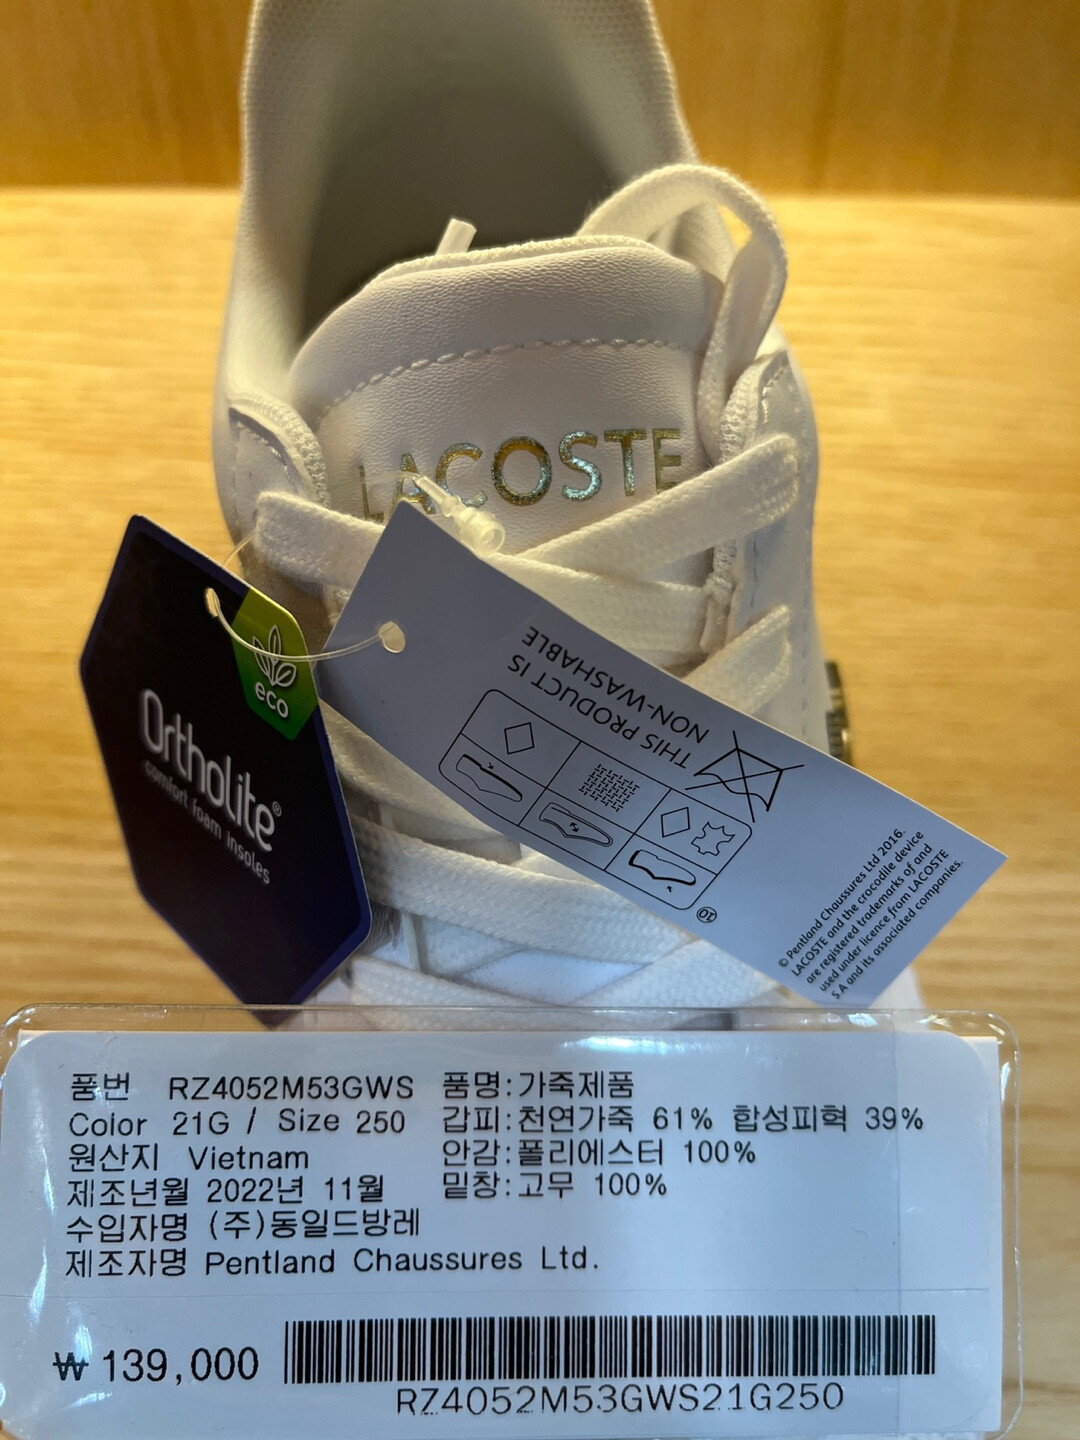 LACOSTE
eco
Ortholite®
comfort foam insoles
THIS PRODUCT IS
NON-WASHABLE
10
© Pentland Chaussures Ltd 2016.
LACOSTE and the crocodile device
are registered trademarks of and
used under licence from LACOSTE
S.A and its associated companies.
품번 RZ4052M53GWS 품명:가죽제품
Color 21G / Size 250 갑피:천연가죽 61% 합성피혁 39%
원산지 Vietnam 안감:폴리에스터 100%
제조년월 2022년 11월 밑창:고무 100%
수입자명 (주)동일드방레
제조자명 Pentland Chaussures Ltd.
₩139,000
RZ4052M53GWS21G250